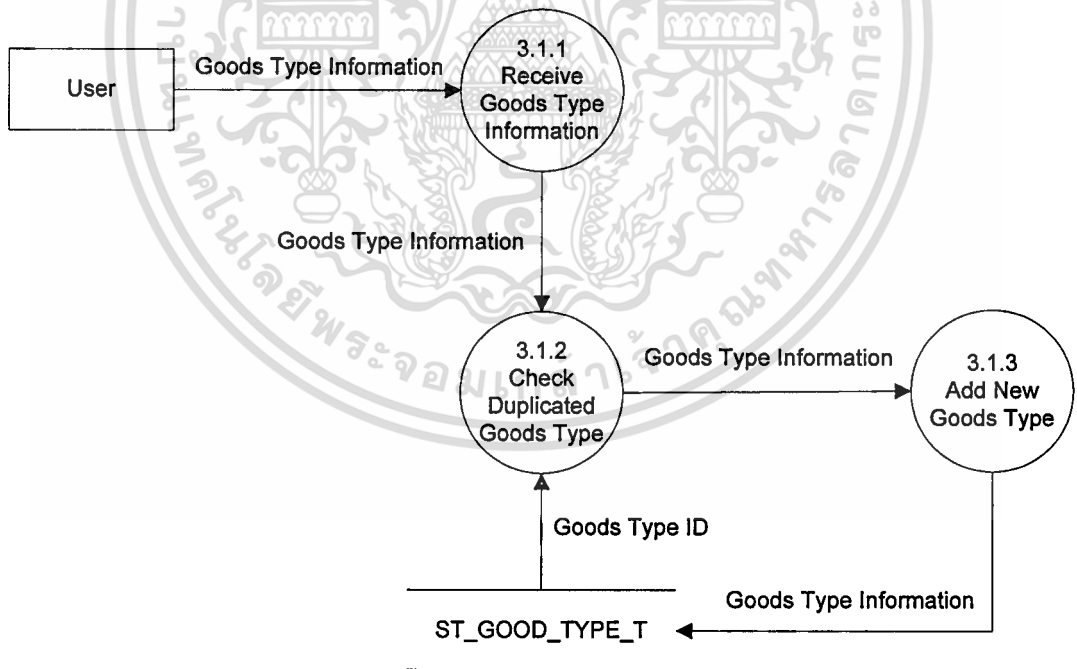 User
Goods Type Information
3.1.1
Receive
Goods Type
Information
Goods Type Information
3.1.2
Check
Duplicated
Goods Type
Goods Type Information
3.1.3
Add New
Goods Type
Goods Type ID
Goods Type Information
ST_GOOD_TYPE_T